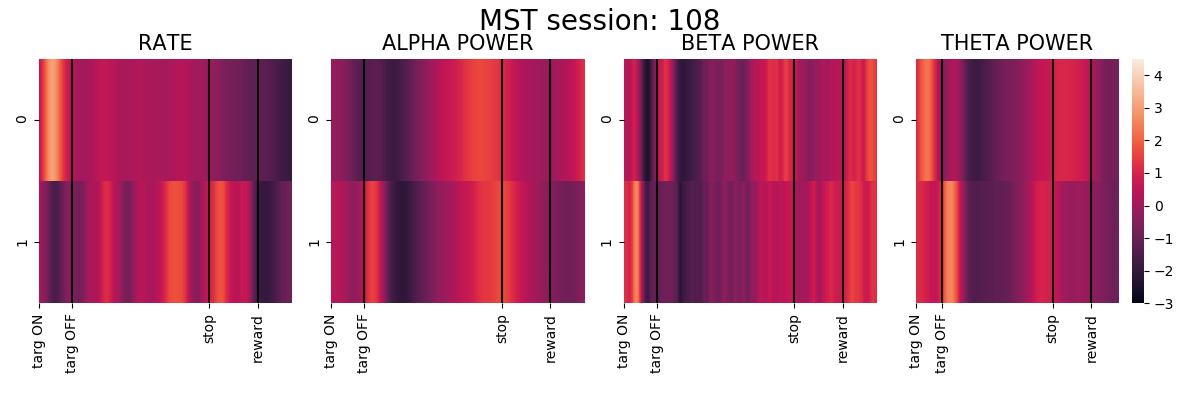 MST session: 108
RATE
ALPHA POWER
BETA POWER
THETA POWER
0
1
targ ON
targ OFF
stop
reward
0
1
targ ON
targ OFF
stop
reward
0
1
targ ON
targ OFF
stop
reward
0
1
targ ON
targ OFF
stop
reward
4
3
2
1
0
−1
−2
−3